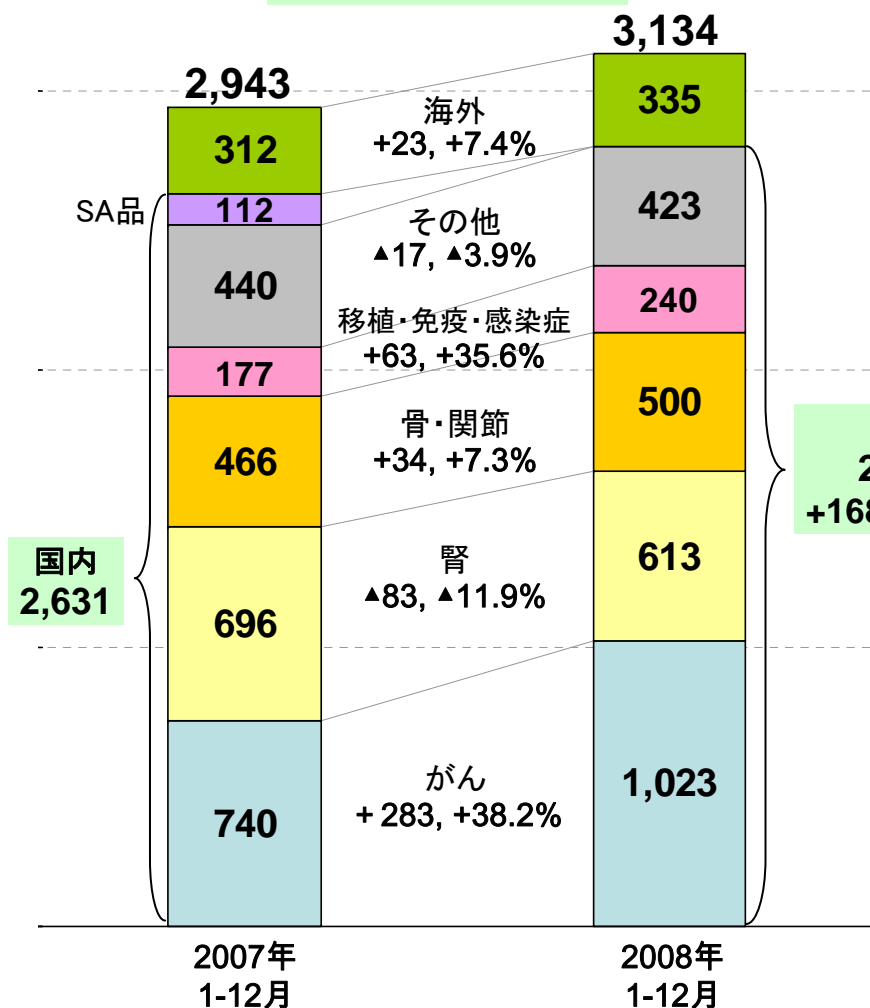 3,134
2,943
335
海外
+23, +7.4%
312
SA品
112
423
その他
▲17, ▲3.9%
440
240
移植・免疫・感染症
+63, +35.6%
177
500
骨・関節
+34, +7.3%
466
2
+168
国内
2,631
腎
▲83, ▲11.9%
613
696
がん
+ 283, +38.2%
1,023
740
2007年
1-12月
2008年
1-12月